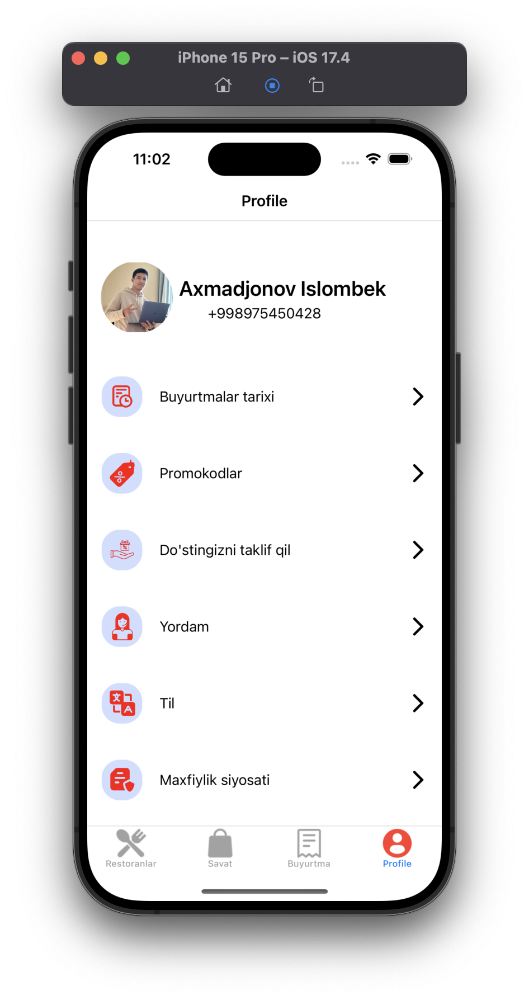 iPhone 15 Pro – iOS 17.4
11:02
Profile
Axmadjonov Islombek
+998975450428
Buyurtmalar tarixi
Promokodlar
Do'stingizni taklif qil
Yordam
Til
Maxfiylik siyosati
Restoranlar
Savat
Buyurtma
Profile